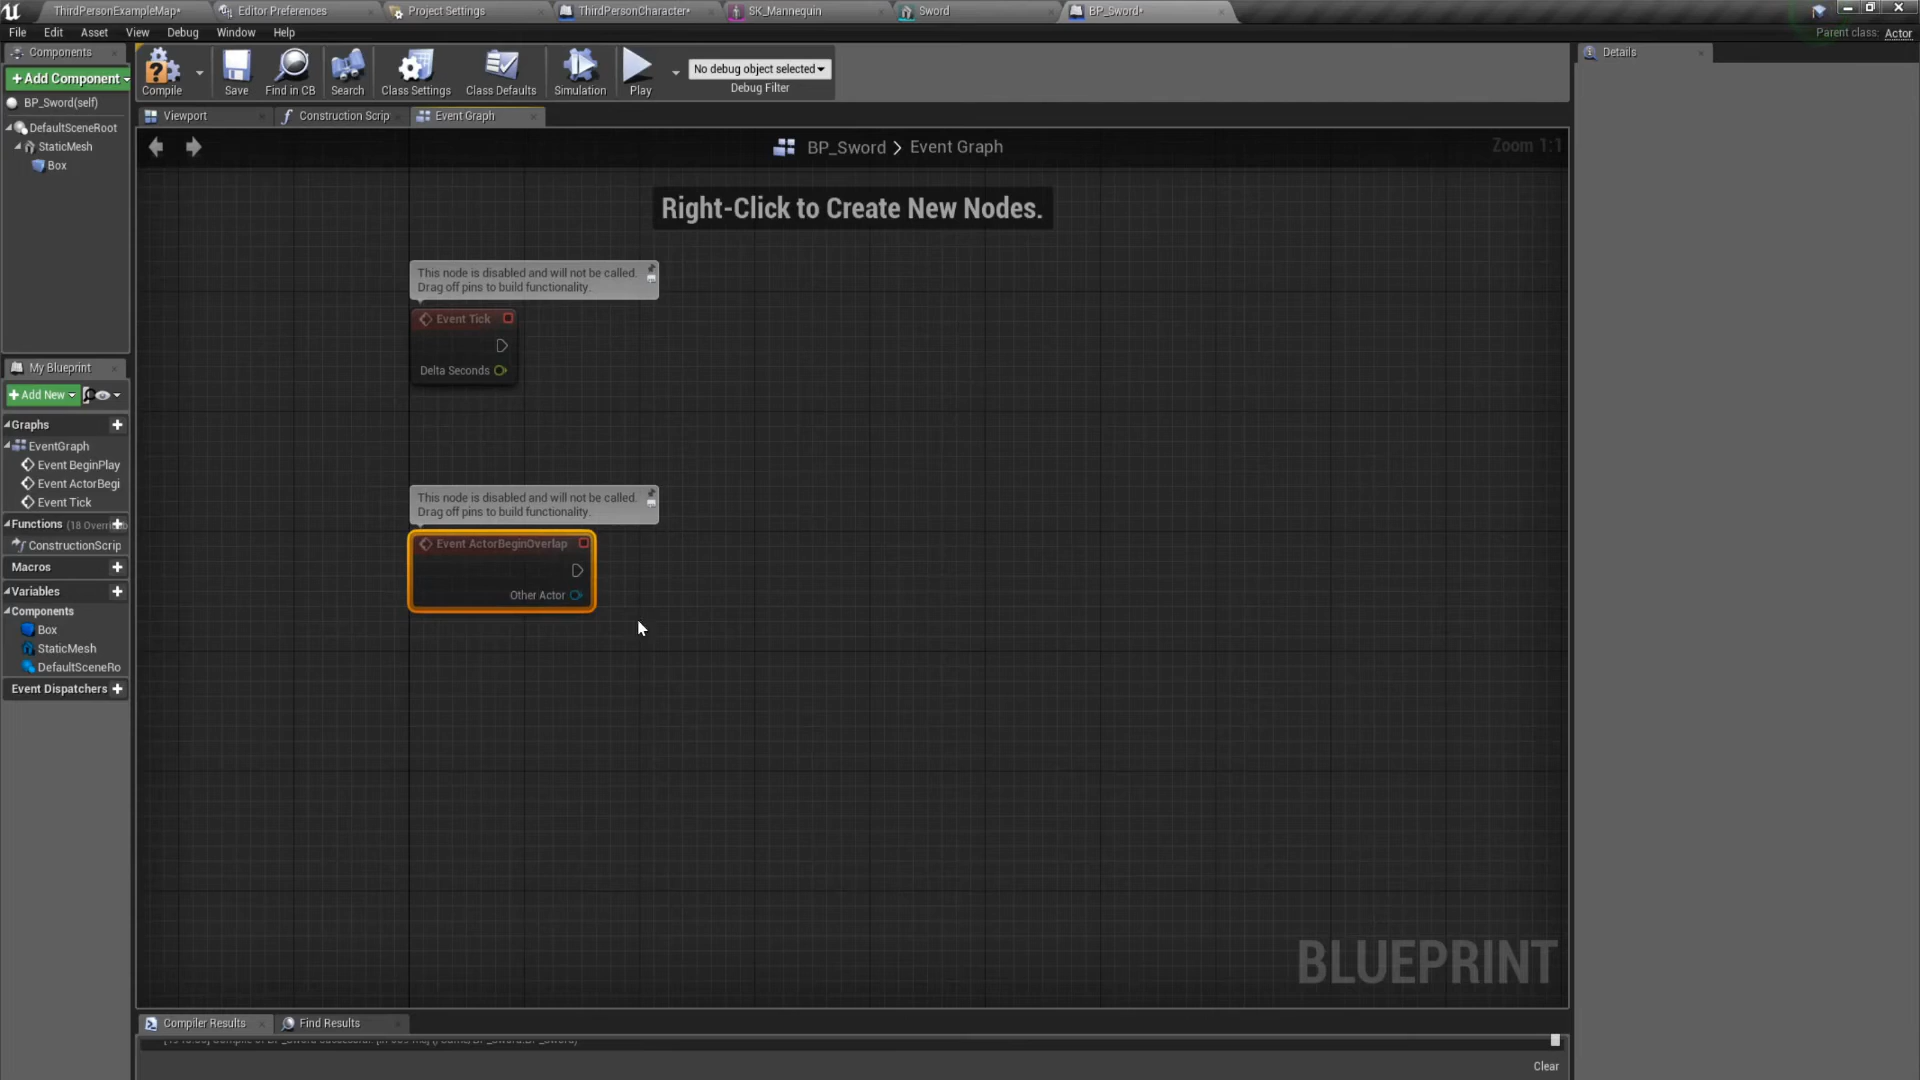 ThirdPersonExampleMap*
Editor Preferences
Project Settings
ThirdPersonCharacter*
SK_Mannequin
Sword
BP_Sword*
File
Edit
Asset
View
Debug
Window
Help
Parent class: Actor
Components
+Add Component
BP_Sword(self)
DefaultSceneRoot
StaticMesh
Box
Compile
Save
Find in CB
Search
Class Settings
Class Defaults
Simulation
Play
No debug object selected
Debug Filter
Details
Viewport
Construction Scrip
Event Graph
BP_Sword > Event Graph
Zoom 1:1
Right-Click to Create New Nodes.
This node is disabled and will not be called.
Drag off pins to build functionality.
Event Tick
Delta Seconds
This node is disabled and will not be called.
Drag off pins to build functionality.
Event ActorBeginOverlap
Other Actor
BLUEPRINT
My Blueprint
+Add New
Graphs
EventGraph
Event BeginPlay
Event ActorBegi
Event Tick
Functions (18 Overri
ConstructionScrip
Macros
Variables
Components
Box
StaticMesh
DefaultSceneRo
Event Dispatchers
Compiler Results
Find Results
Clear